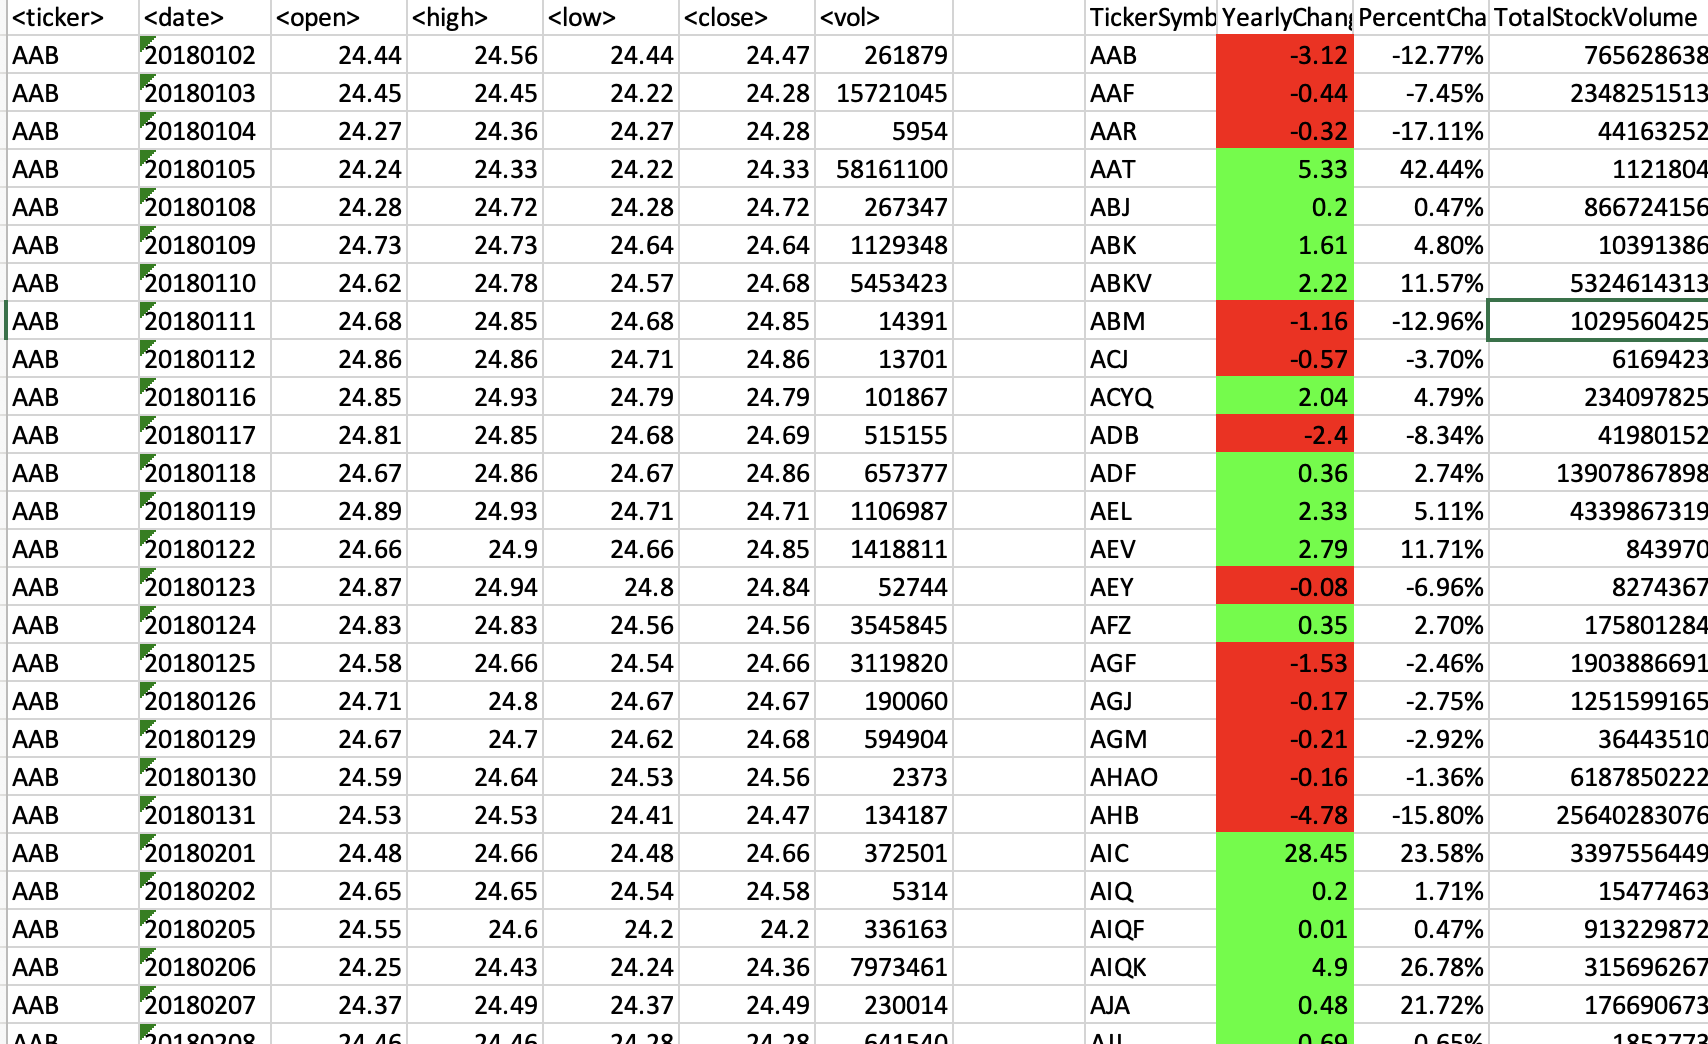 <ticker> <date> <open> <high> <low> <close> <vol> TickerSymb YearlyChang PercentCha TotalStockVolume
AAB 20180102 24.44 24.56 24.44 24.47 261879 AAB -3.12 -12.77% 765628638
AAB 20180103 24.45 24.45 24.22 24.28 15721045 AAF -0.44 -7.45% 2348251513
AAB 20180104 24.27 24.36 24.27 24.28 5954 AAR -0.32 -17.11% 44163252
AAB 20180105 24.24 24.33 24.22 24.33 58161100 AAT 5.33 42.44% 1121804
AAB 20180108 24.28 24.72 24.28 24.72 267347 ABJ 0.2 0.47% 866724156
AAB 20180109 24.73 24.73 24.64 24.64 1129348 ABK 1.61 4.80% 10391386
AAB 20180110 24.62 24.78 24.57 24.68 5453423 ABKV 2.22 11.57% 5324614313
AAB 20180111 24.68 24.85 24.68 24.85 14391 ABM -1.16 -12.96% 1029560425
AAB 20180112 24.86 24.86 24.71 24.86 13701 ACJ -0.57 -3.70% 6169423
AAB 20180116 24.85 24.93 24.79 24.79 101867 ACYQ 2.04 4.79% 234097825
AAB 20180117 24.81 24.85 24.68 24.69 515155 ADB -2.4 -8.34% 41980152
AAB 20180118 24.67 24.86 24.67 24.86 657377 ADF 0.36 2.74% 13907867898
AAB 20180119 24.89 24.93 24.71 24.71 1106987 AEL 2.33 5.11% 4339867319
AAB 20180122 24.66 24.9 24.66 24.85 1418811 AEV 2.79 11.71% 843970
AAB 20180123 24.87 24.94 24.8 24.84 52744 AEY -0.08 -6.96% 8274367
AAB 20180124 24.83 24.83 24.56 24.56 3545845 AFZ 0.35 2.70% 175801284
AAB 20180125 24.58 24.66 24.54 24.66 3119820 AGF -1.53 -2.46% 1903886691
AAB 20180126 24.71 24.8 24.67 24.67 190060 AGJ -0.17 -2.75% 1251599165
AAB 20180129 24.67 24.7 24.62 24.68 594904 AGM -0.21 -2.92% 36443510
AAB 20180130 24.59 24.64 24.53 24.56 2373 AHAO -0.16 -1.36% 6187850222
AAB 20180131 24.53 24.53 24.41 24.47 134187 AHB -4.78 -15.80% 25640283076
AAB 20180201 24.48 24.66 24.48 24.66 372501 AIC 28.45 23.58% 3397556449
AAB 20180202 24.65 24.65 24.54 24.58 5314 AIQ 0.2 1.71% 15477463
AAB 20180205 24.55 24.6 24.2 24.2 336163 AIQF 0.01 0.47% 913229872
AAB 20180206 24.25 24.43 24.24 24.36 7973461 AIQK 4.9 26.78% 315696267
AAB 20180207 24.37 24.49 24.37 24.49 230014 AJA 0.48 21.72% 176690673
AAB 20180208 24.46 24.46 24.28 24.28 641540 0.69 0.65% 1852773